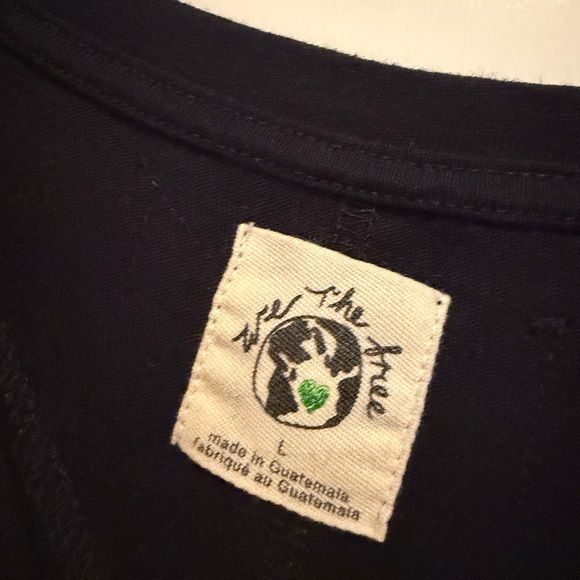 we the free
L
made in Guatemala
fabriqué au Guatemala